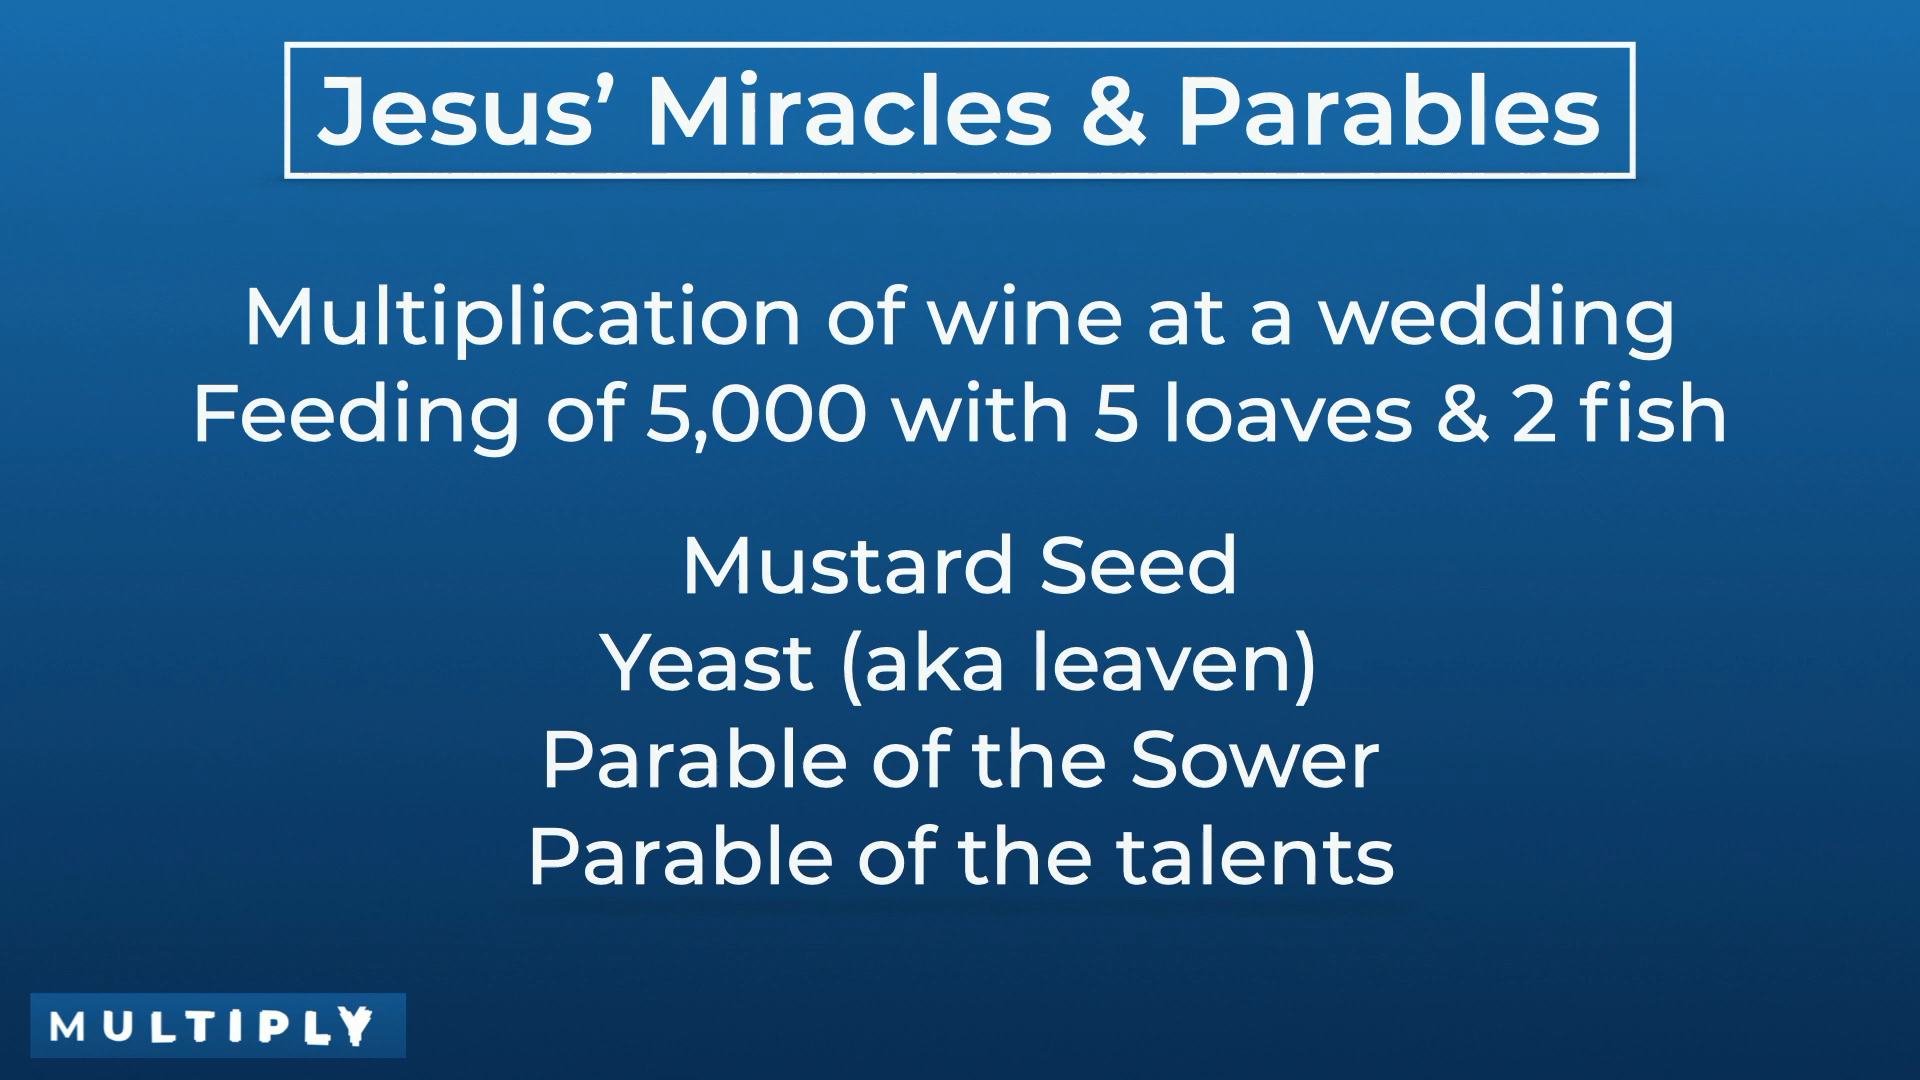 Jesus’ Miracles & Parables
Multiplication of wine at a wedding
Feeding of 5,000 with 5 loaves & 2 fish
Mustard Seed
Yeast (aka leaven)
Parable of the Sower
Parable of the talents
MULTIPLY